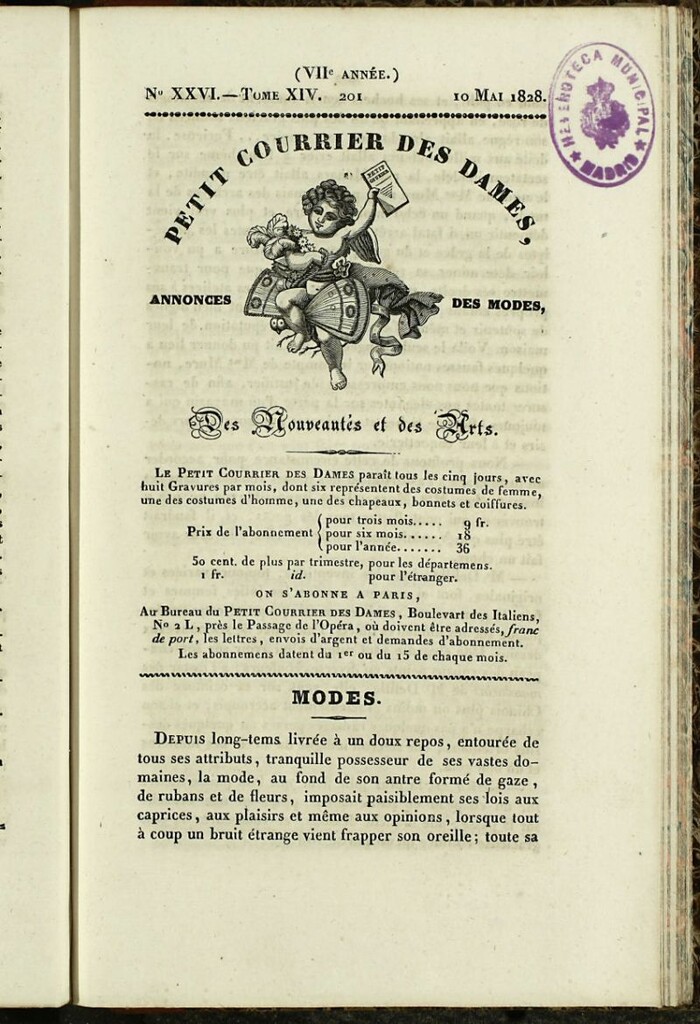 (VIIe ANNÉE.)
No XXVI.—TOME XIV. 201 10 MAI 1828.
HEMEROTECA MUNICIPAL
★ MADRID ★
PETIT COURRIER DES DAMES,
PETIT
ANNONCES DES MODES,
Des Nouveautés et des Arts.
LE PETIT COURRIER DES DAMES paraît tous les cinq jours, avec
huit Gravures par mois, dont six représentent des costumes de femme,
une des costumes d'homme, une des chapeaux, bonnets et coiffures.
Prix de l'abonnement { pour trois mois..... 9 fr.
pour six mois...... 18
pour l'année....... 36
50 cent. de plus par trimestre, pour les départemens.
1 fr. id. pour l'étranger.
ON S'ABONNE A PARIS,
Au Bureau du PETIT COURRIER DES DAMES, Boulevart des Italiens,
No 2 L, près le Passage de l'Opéra, où doivent être adressés, franc
de port, les lettres, envois d'argent et demandes d'abonnement.
Les abonnemens datent du 1er ou du 15 de chaque mois.
MODES.
DEPUIS long-tems livrée à un doux repos, entourée de
tous ses attributs, tranquille possesseur de ses vastes do-
maines, la mode, au fond de son antre formé de gaze,
de rubans et de fleurs, imposait paisiblement ses lois aux
caprices, aux plaisirs et même aux opinions, lorsque tout
à coup un bruit étrange vient frapper son oreille; toute sa